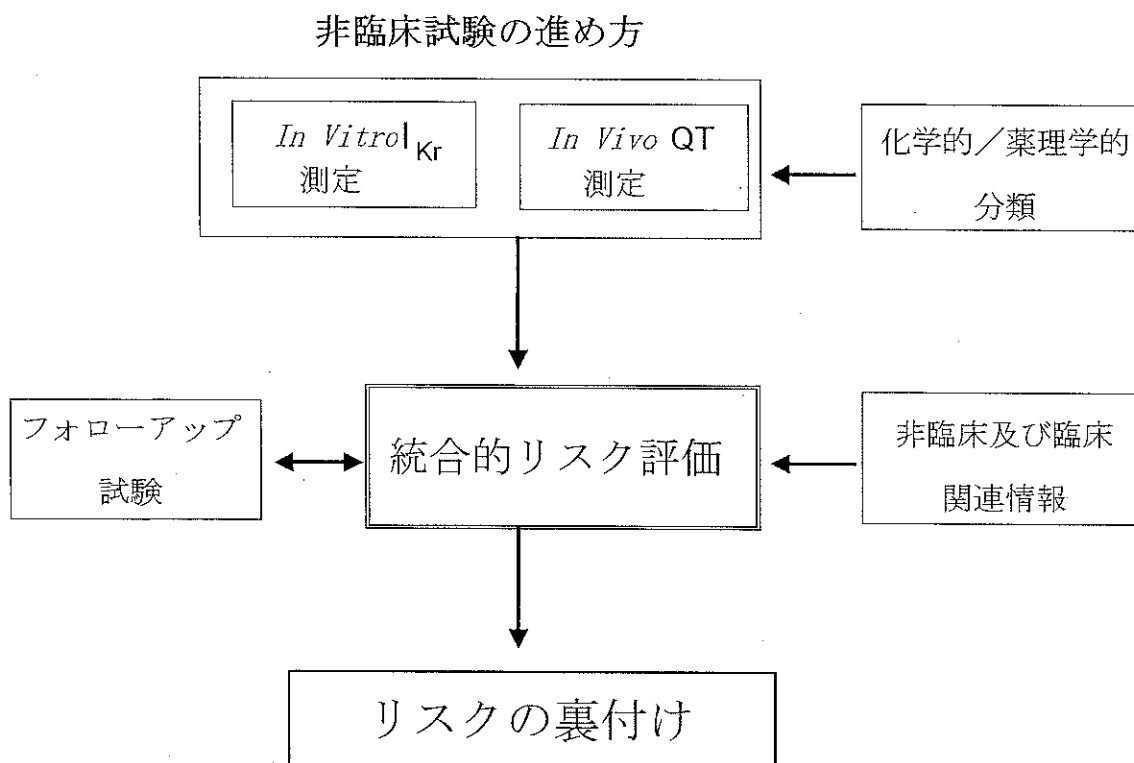 非臨床試験の進め方
In Vitro I Kr
測定
In Vivo QT
測定
化学的／薬理学的
分類
フォローアップ
試験
統合的リスク評価
非臨床及び臨床
関連情報
リスクの裏付け